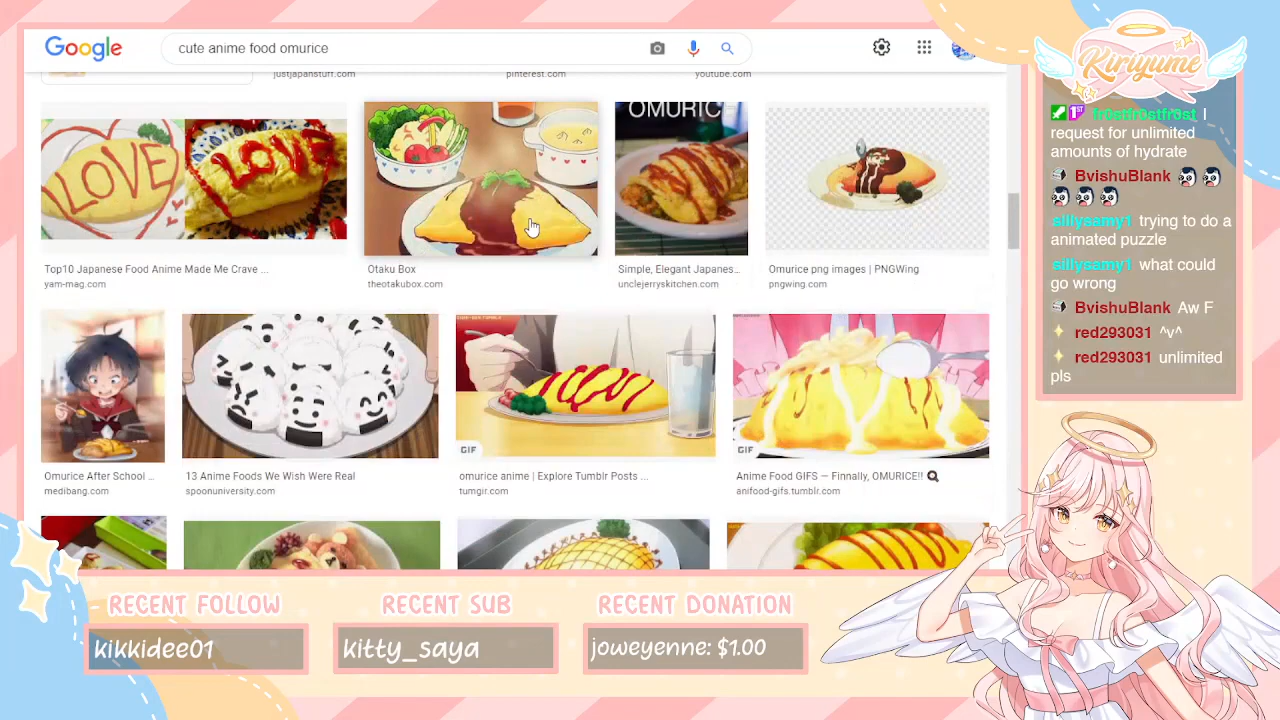 Google
cute anime food omurice
justjapanstuff.com
pinterest.com
youtube.com
LOVE
LOVE
OMURIC
Top10 Japanese Food Anime Made Me Crave ...
yam-mag.com
Otaku Box
theotakubox.com
Simple, Elegant Japanes...
unclejerryskitchen.com
Omurice png images | PNGWing
pngwing.com
GIF
GIF
Omurice After School ...
medibang.com
13 Anime Foods We Wish Were Real
spoonuniversity.com
omurice anime | Explore Tumblr Posts ...
tumgir.com
Anime Food GIFS — Finnally, OMURICE!!
anifood-gifs.tumblr.com
Kiriyume
1ST fr0stfr0stfr0st I
request for unlimited
amounts of hydrate
BvishuBlank
sillysamy1 trying to do a
animated puzzle
sillysamy1 what could
go wrong
BvishuBlank Aw F
red293031 ^v^
red293031 unlimited
pls
RECENT FOLLOW
kikkidee01
RECENT SUB
kitty_saya
RECENT DONATION
joweyenne: $1.00